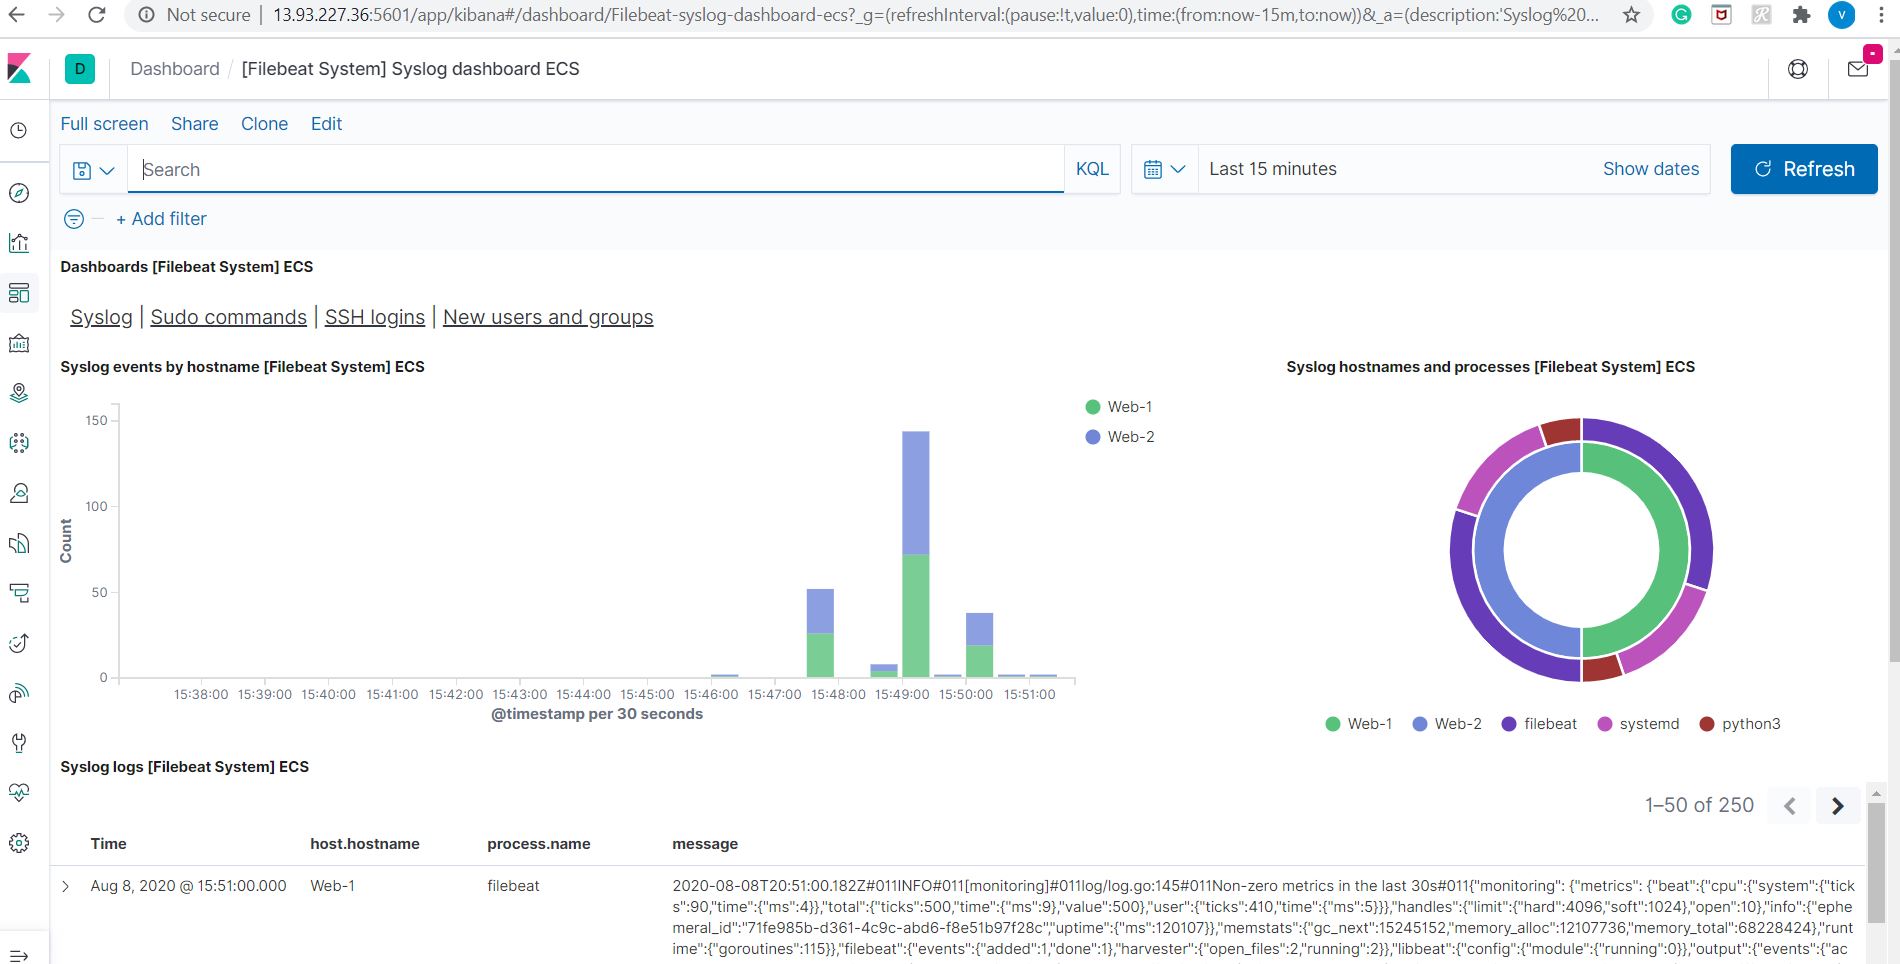 Not secure | 13.93.227.36:5601/app/kibana#/dashboard/Filebeat-syslog-dashboard-ecs?_g=(refreshInterval:(pause:!t,value:0),time:(from:now-15m,to:now))&_a=(description:'Syslog%20...
V
D Dashboard / [Filebeat System] Syslog dashboard ECS
Full screen Share Clone Edit
Search KQL Last 15 minutes Show dates Refresh
+ Add filter
Dashboards [Filebeat System] ECS
Syslog | Sudo commands | SSH logins | New users and groups
Syslog events by hostname [Filebeat System] ECS
Web-1
Web-2
150
100
50
0
Count
15:38:00 15:39:00 15:40:00 15:41:00 15:42:00 15:43:00 15:44:00 15:45:00 15:46:00 15:47:00 15:48:00 15:49:00 15:50:00 15:51:00
@timestamp per 30 seconds
Syslog hostnames and processes [Filebeat System] ECS
Web-1 Web-2 filebeat systemd python3
Syslog logs [Filebeat System] ECS
1–50 of 250
Time host.hostname process.name message
Aug 8, 2020 @ 15:51:00.000 Web-1 filebeat 2020-08-08T20:51:00.182Z#011INFO#011[monitoring]#011log/log.go:145#011Non-zero metrics in the last 30s#011{"monitoring": {"metrics": {"beat":{"cpu":{"system":{"tick
s":90,"time":{"ms":4}},"total":{"ticks":500,"time":{"ms":9},"value":500},"user":{"ticks":410,"time":{"ms":5}}},"handles":{"limit":{"hard":4096,"soft":1024},"open":10},"info":{"ephe
meral_id":"71fe985b-d361-4c9c-abd6-f8e51b97f28c","uptime":{"ms":120107}},"memstats":{"gc_next":15245152,"memory_alloc":12107736,"memory_total":68228424},"runt
ime":{"goroutines":115}},"filebeat":{"events":{"added":1,"done":1},"harvester":{"open_files":2,"running":2}},"libbeat":{"config":{"module":{"running":0}},"output":{"events":{"ac